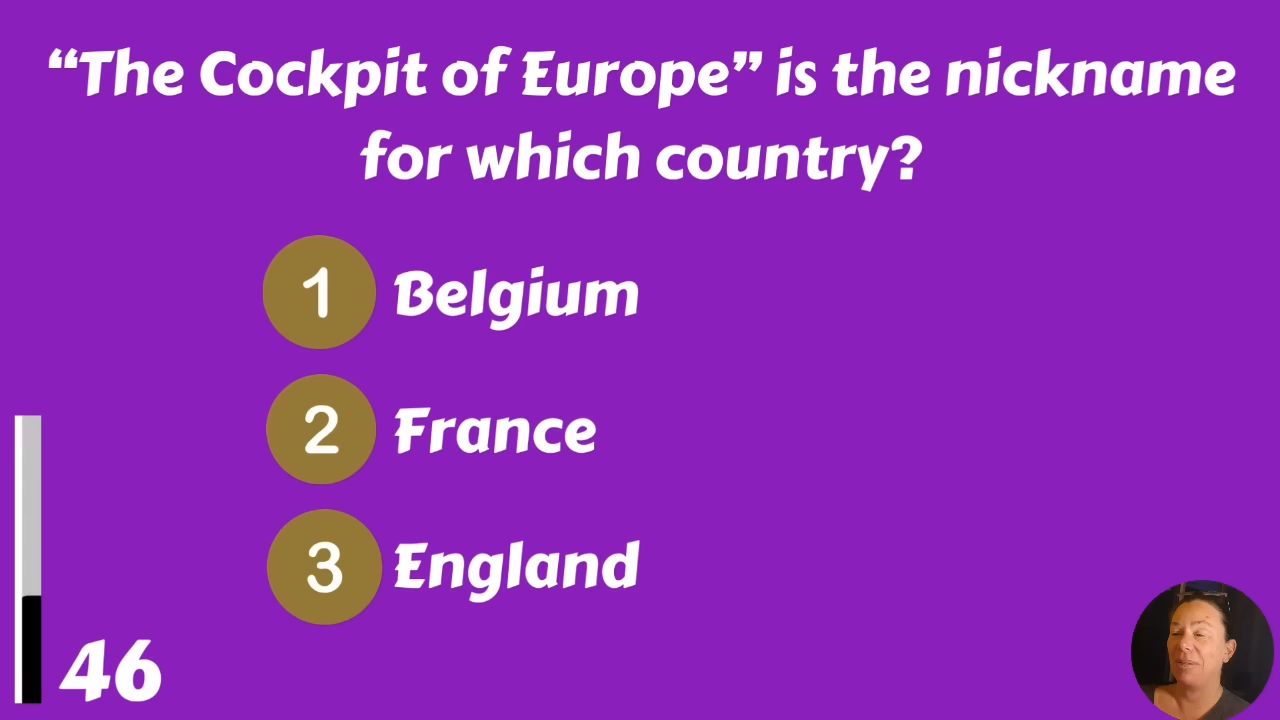 “The Cockpit of Europe” is the nickname
for which country?
1 Belgium
2 France
3 England
46